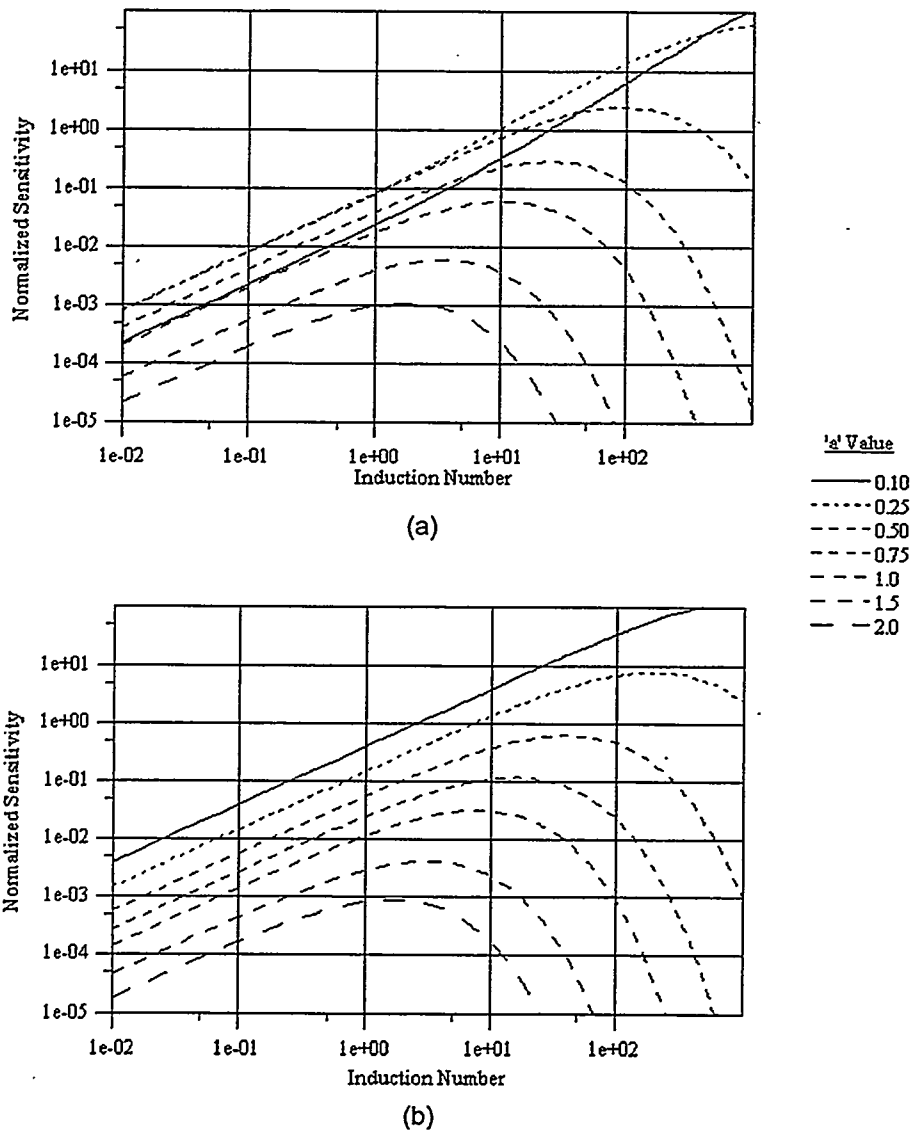 Normalized Sensitivity
1e+01
1e+00
1e-01
1e-02
1e-03
1e-04
1e-05
1e-02
1e-01
1e+00
1e+01
1e+02
Induction Number
(a)
'a' Value
0.10
0.25
0.50
0.75
1.0
1.5
2.0
Normalized Sensitivity
1e+01
1e+00
1e-01
1e-02
1e-03
1e-04
1e-05
1e-02
1e-01
1e+00
1e+01
1e+02
Induction Number
(b)